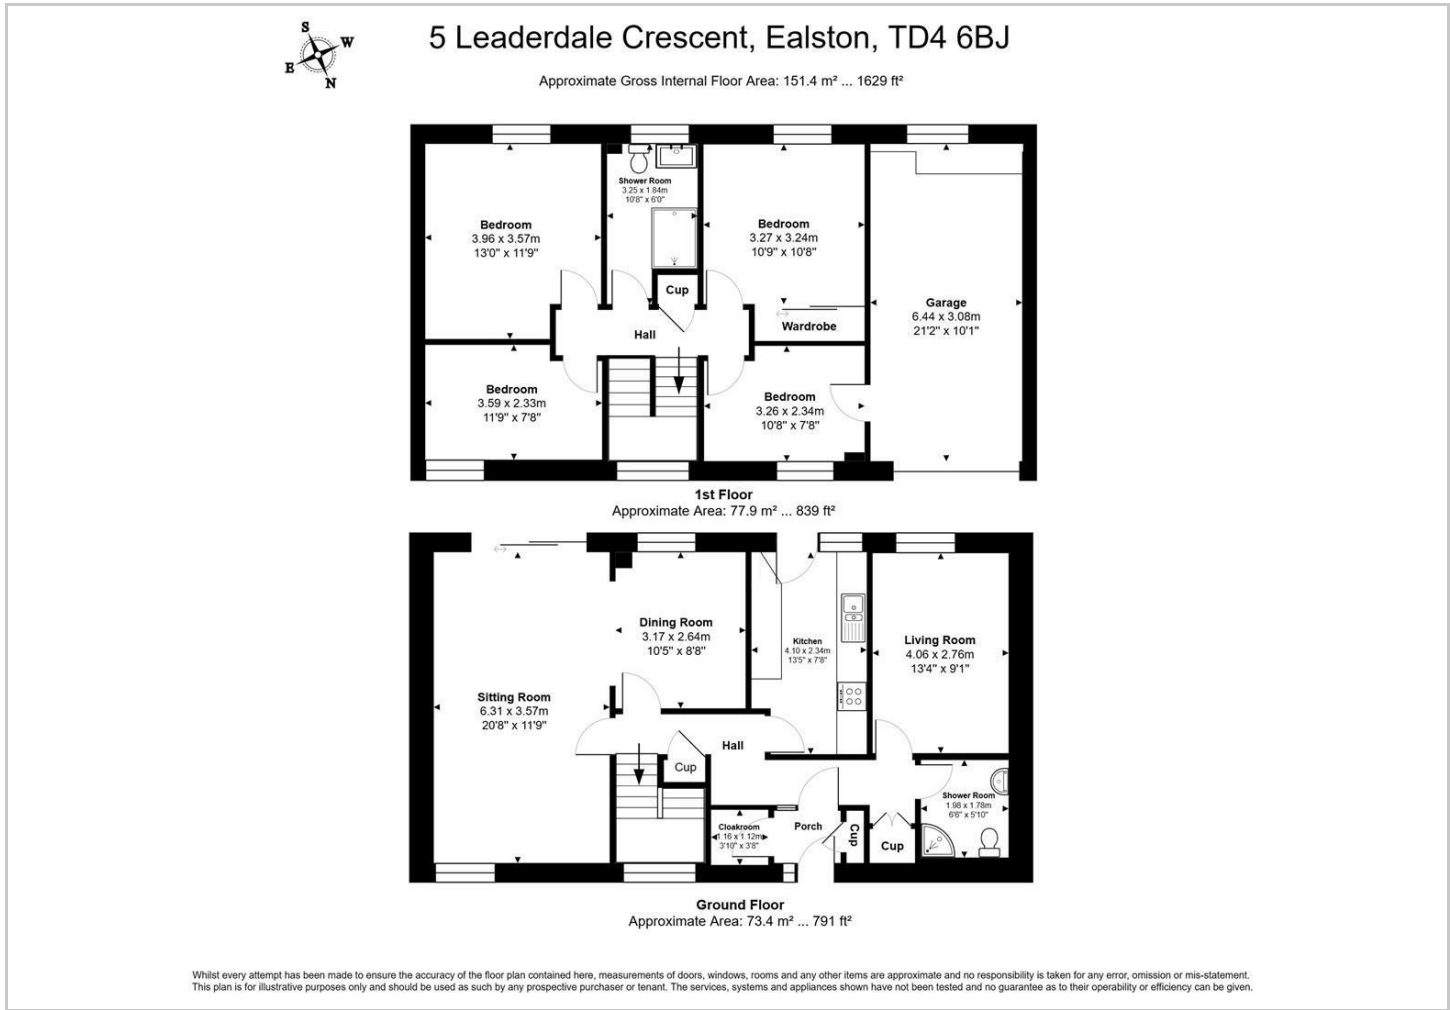 5 Leaderdale Crescent, Ealston, TD4 6BJ
S
W
E
N
Approximate Gross Internal Floor Area: 151.4 m² ... 1629 ft²
Shower Room
3.25 x 1.84m
10'8" x 6'0"
Bedroom
3.96 x 3.57m
13'0" x 11'9"
Bedroom
3.27 x 3.24m
10'9" x 10'8"
Cup
Garage
6.44 x 3.08m
21'2" x 10'1"
Wardrobe
Hall
Bedroom
3.59 x 2.33m
11'9" x 7'8"
Bedroom
3.26 x 2.34m
10'8" x 7'8"
1st Floor
Approximate Area: 77.9 m² ... 839 ft²
Dining Room
3.17 x 2.64m
10'5" x 8'8"
Kitchen
4.10 x 2.34m
13'5" x 7'8"
Living Room
4.06 x 2.76m
13'4" x 9'1"
Sitting Room
6.31 x 3.57m
20'8" x 11'9"
Hall
Cup
Shower Room
1.98 x 1.78m
6'6" x 5'10"
Cloakroom
1.16 x 1.12m
3'10" x 3'8"
Porch
Cup
Cup
Ground Floor
Approximate Area: 73.4 m² ... 791 ft²
Whilst every attempt has been made to ensure the accuracy of the floor plan contained here, measurements of doors, windows, rooms and any other items are approximate and no responsibility is taken for any error, omission or mis-statement.
This plan is for illustrative purposes only and should be used as such by any prospective purchaser or tenant. The services, systems and appliances shown have not been tested and no guarantee as to their operability or efficiency can be given.